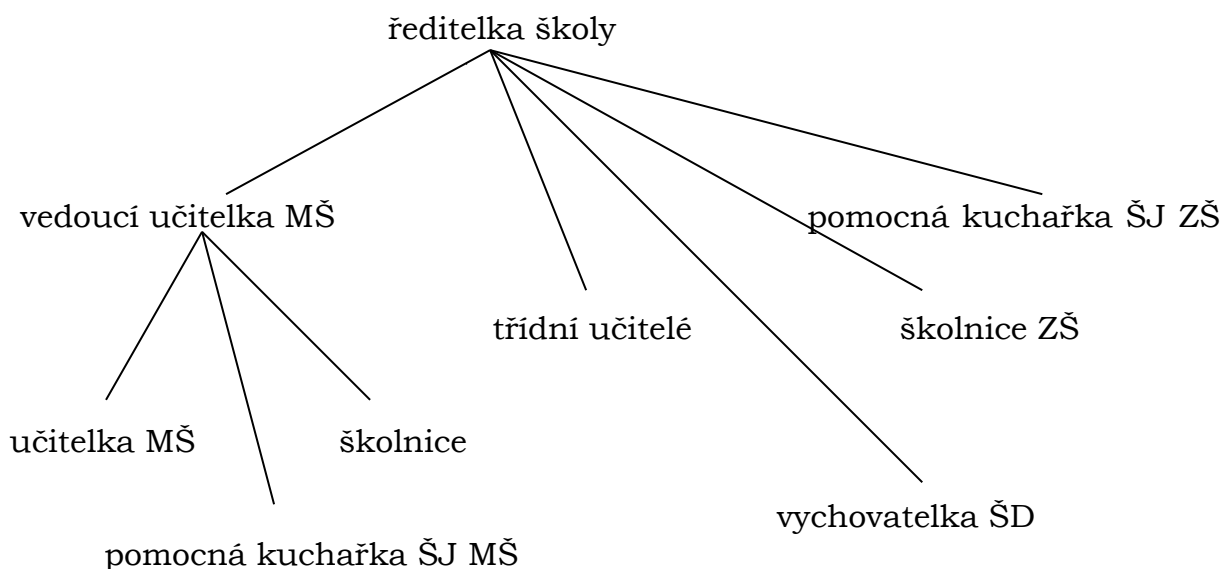 ředitelka školy
vedoucí učitelka MŠ
pomocná kuchařka ŠJ ZŠ
třídní učitelé
školnice ZŠ
učitelka MŠ
školnice
vychovatelka ŠD
pomocná kuchařka ŠJ MŠ